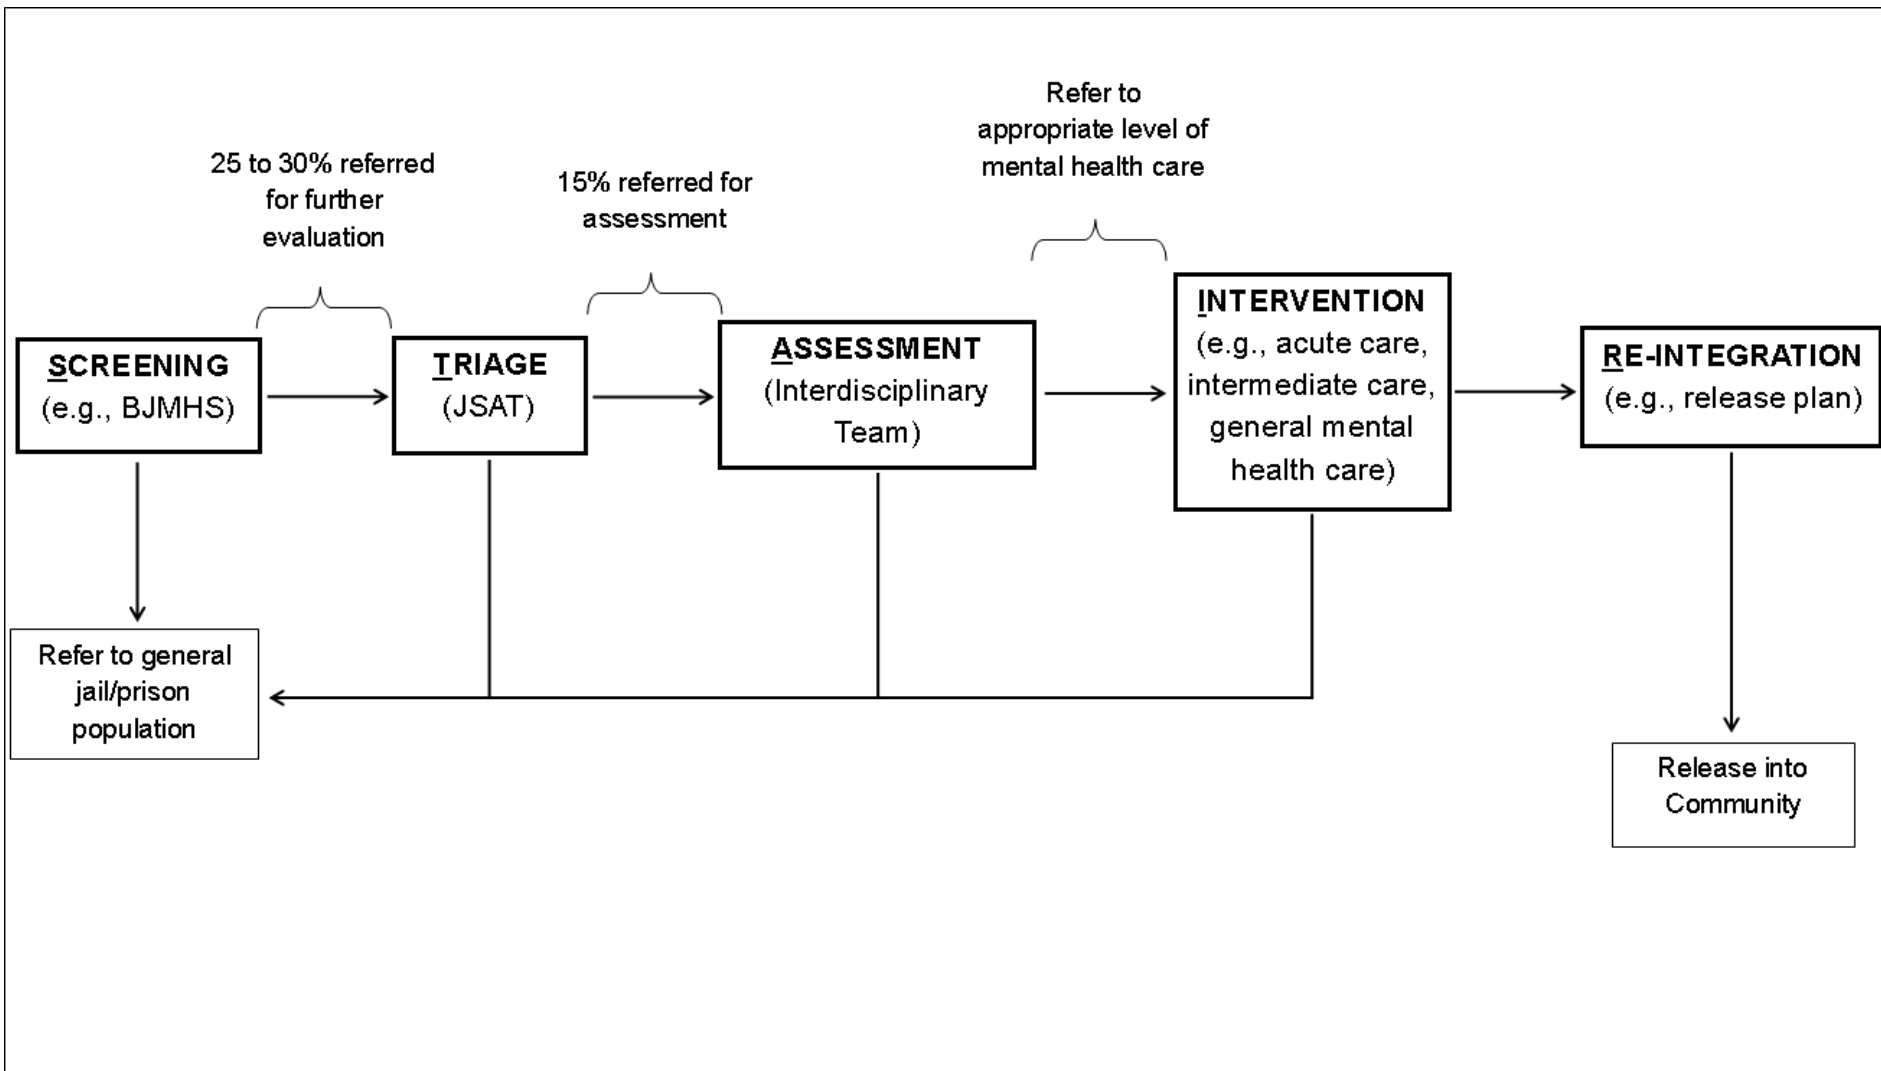 Refer to
appropriate level of
mental health care
25 to 30% referred
for further
evaluation
15% referred for
assessment
SCREENING
(e.g., BJMHS)
TRIAGE
(JSAT)
ASSESSMENT
(Interdisciplinary
Team)
INTERVENTION
(e.g., acute care,
intermediate care,
general mental
health care)
RE-INTEGRATION
(e.g., release plan)
Refer to general
jail/prison
population
Release into
Community